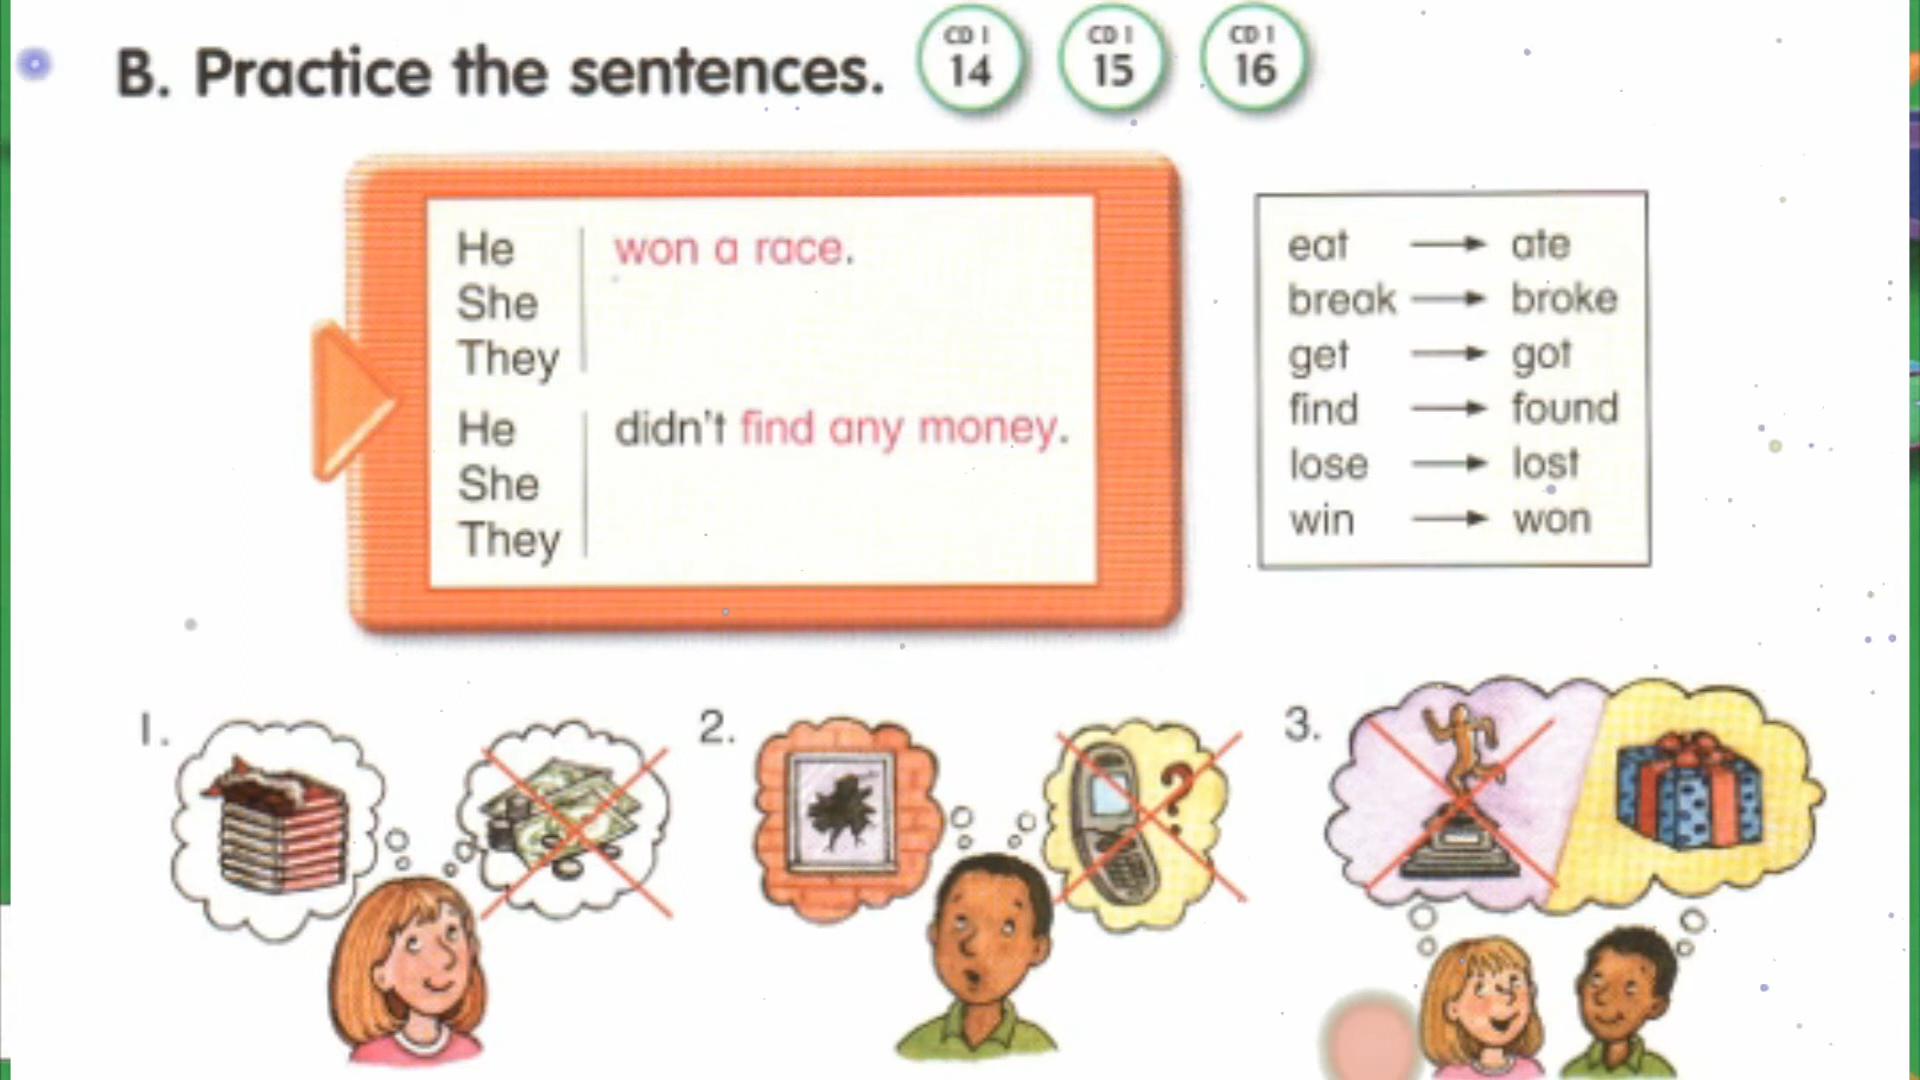 B. Practice the sentences.
CD 1
14
CD 1
15
CD 1
16
He won a race.
She
They
He didn't find any money.
She
They
eat → ate
break → broke
get → got
find → found
lose → lost
win → won
1.
2.
3.
?